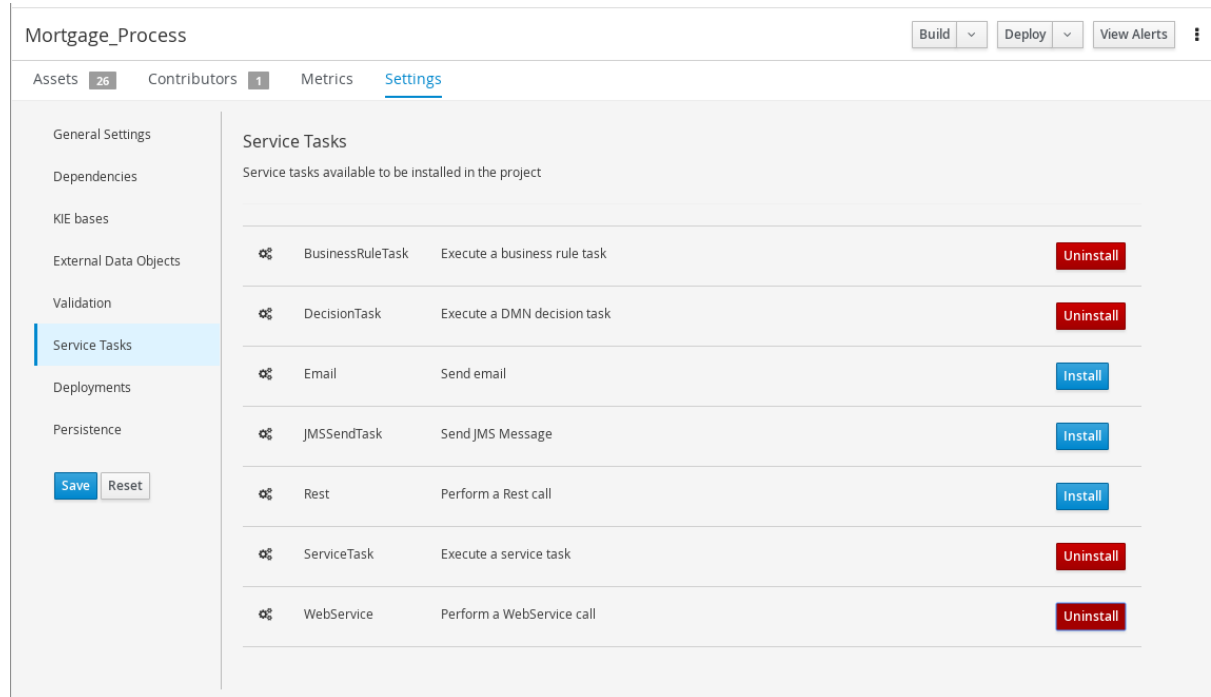 Mortgage_Process
Build
Deploy
View Alerts
Assets 26
Contributors 1
Metrics
Settings
General Settings
Dependencies
KIE bases
External Data Objects
Validation
Service Tasks
Deployments
Persistence
Save
Reset
Service Tasks
Service tasks available to be installed in the project
BusinessRuleTask Execute a business rule task Uninstall
DecisionTask Execute a DMN decision task Uninstall
Email Send email Install
JMSSendTask Send JMS Message Install
Rest Perform a Rest call Install
ServiceTask Execute a service task Uninstall
WebService Perform a WebService call Uninstall